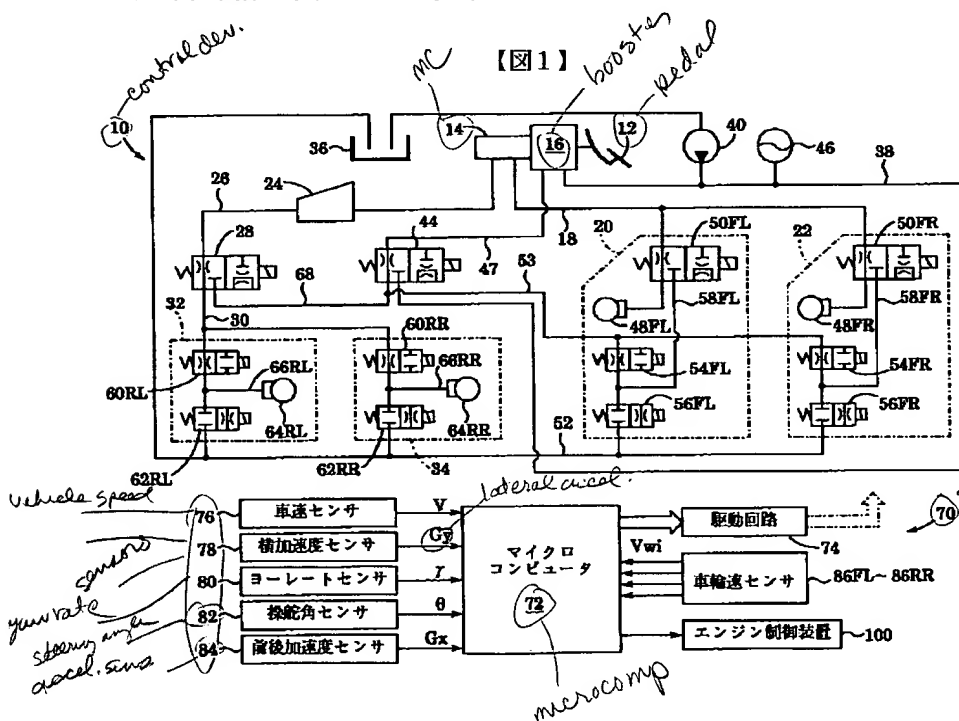 【図1】
control dev.
MC
booster
pedal
10
14
16
12
40
46
36
38
26
24
18
28
44
47
20
50FL
22
50FR
68
53
58FL
58FR
32
30
60RR
48FL
48FR
66RL
66RR
54FL
54FR
60RL
64RL
64RR
56FL
56FR
62RL
62RR
34
52
vehicle speed
lateral accel.
76 車速センサ V
78 横加速度センサ Gy
80 ヨーレートセンサ γ
82 操舵角センサ θ
84 前後加速度センサ Gx
sensors
yaw rate
steering angle
accel. sens
マイクロ
コンピュータ
72
microcomp
駆動回路
74
70
Vwi
車輪速センサ 86FL~86RR
エンジン制御装置 100